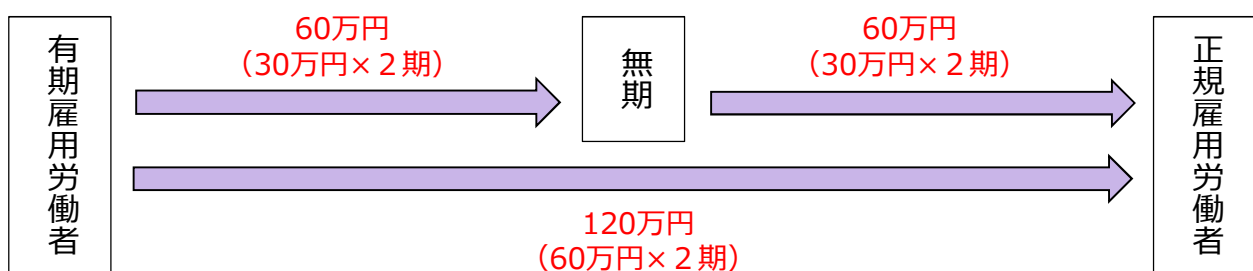 有期雇用労働者
60万円
（30万円×２期）
無期
60万円
（30万円×２期）
正規雇用労働者
120万円
（60万円×２期）